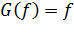 G(f) = f